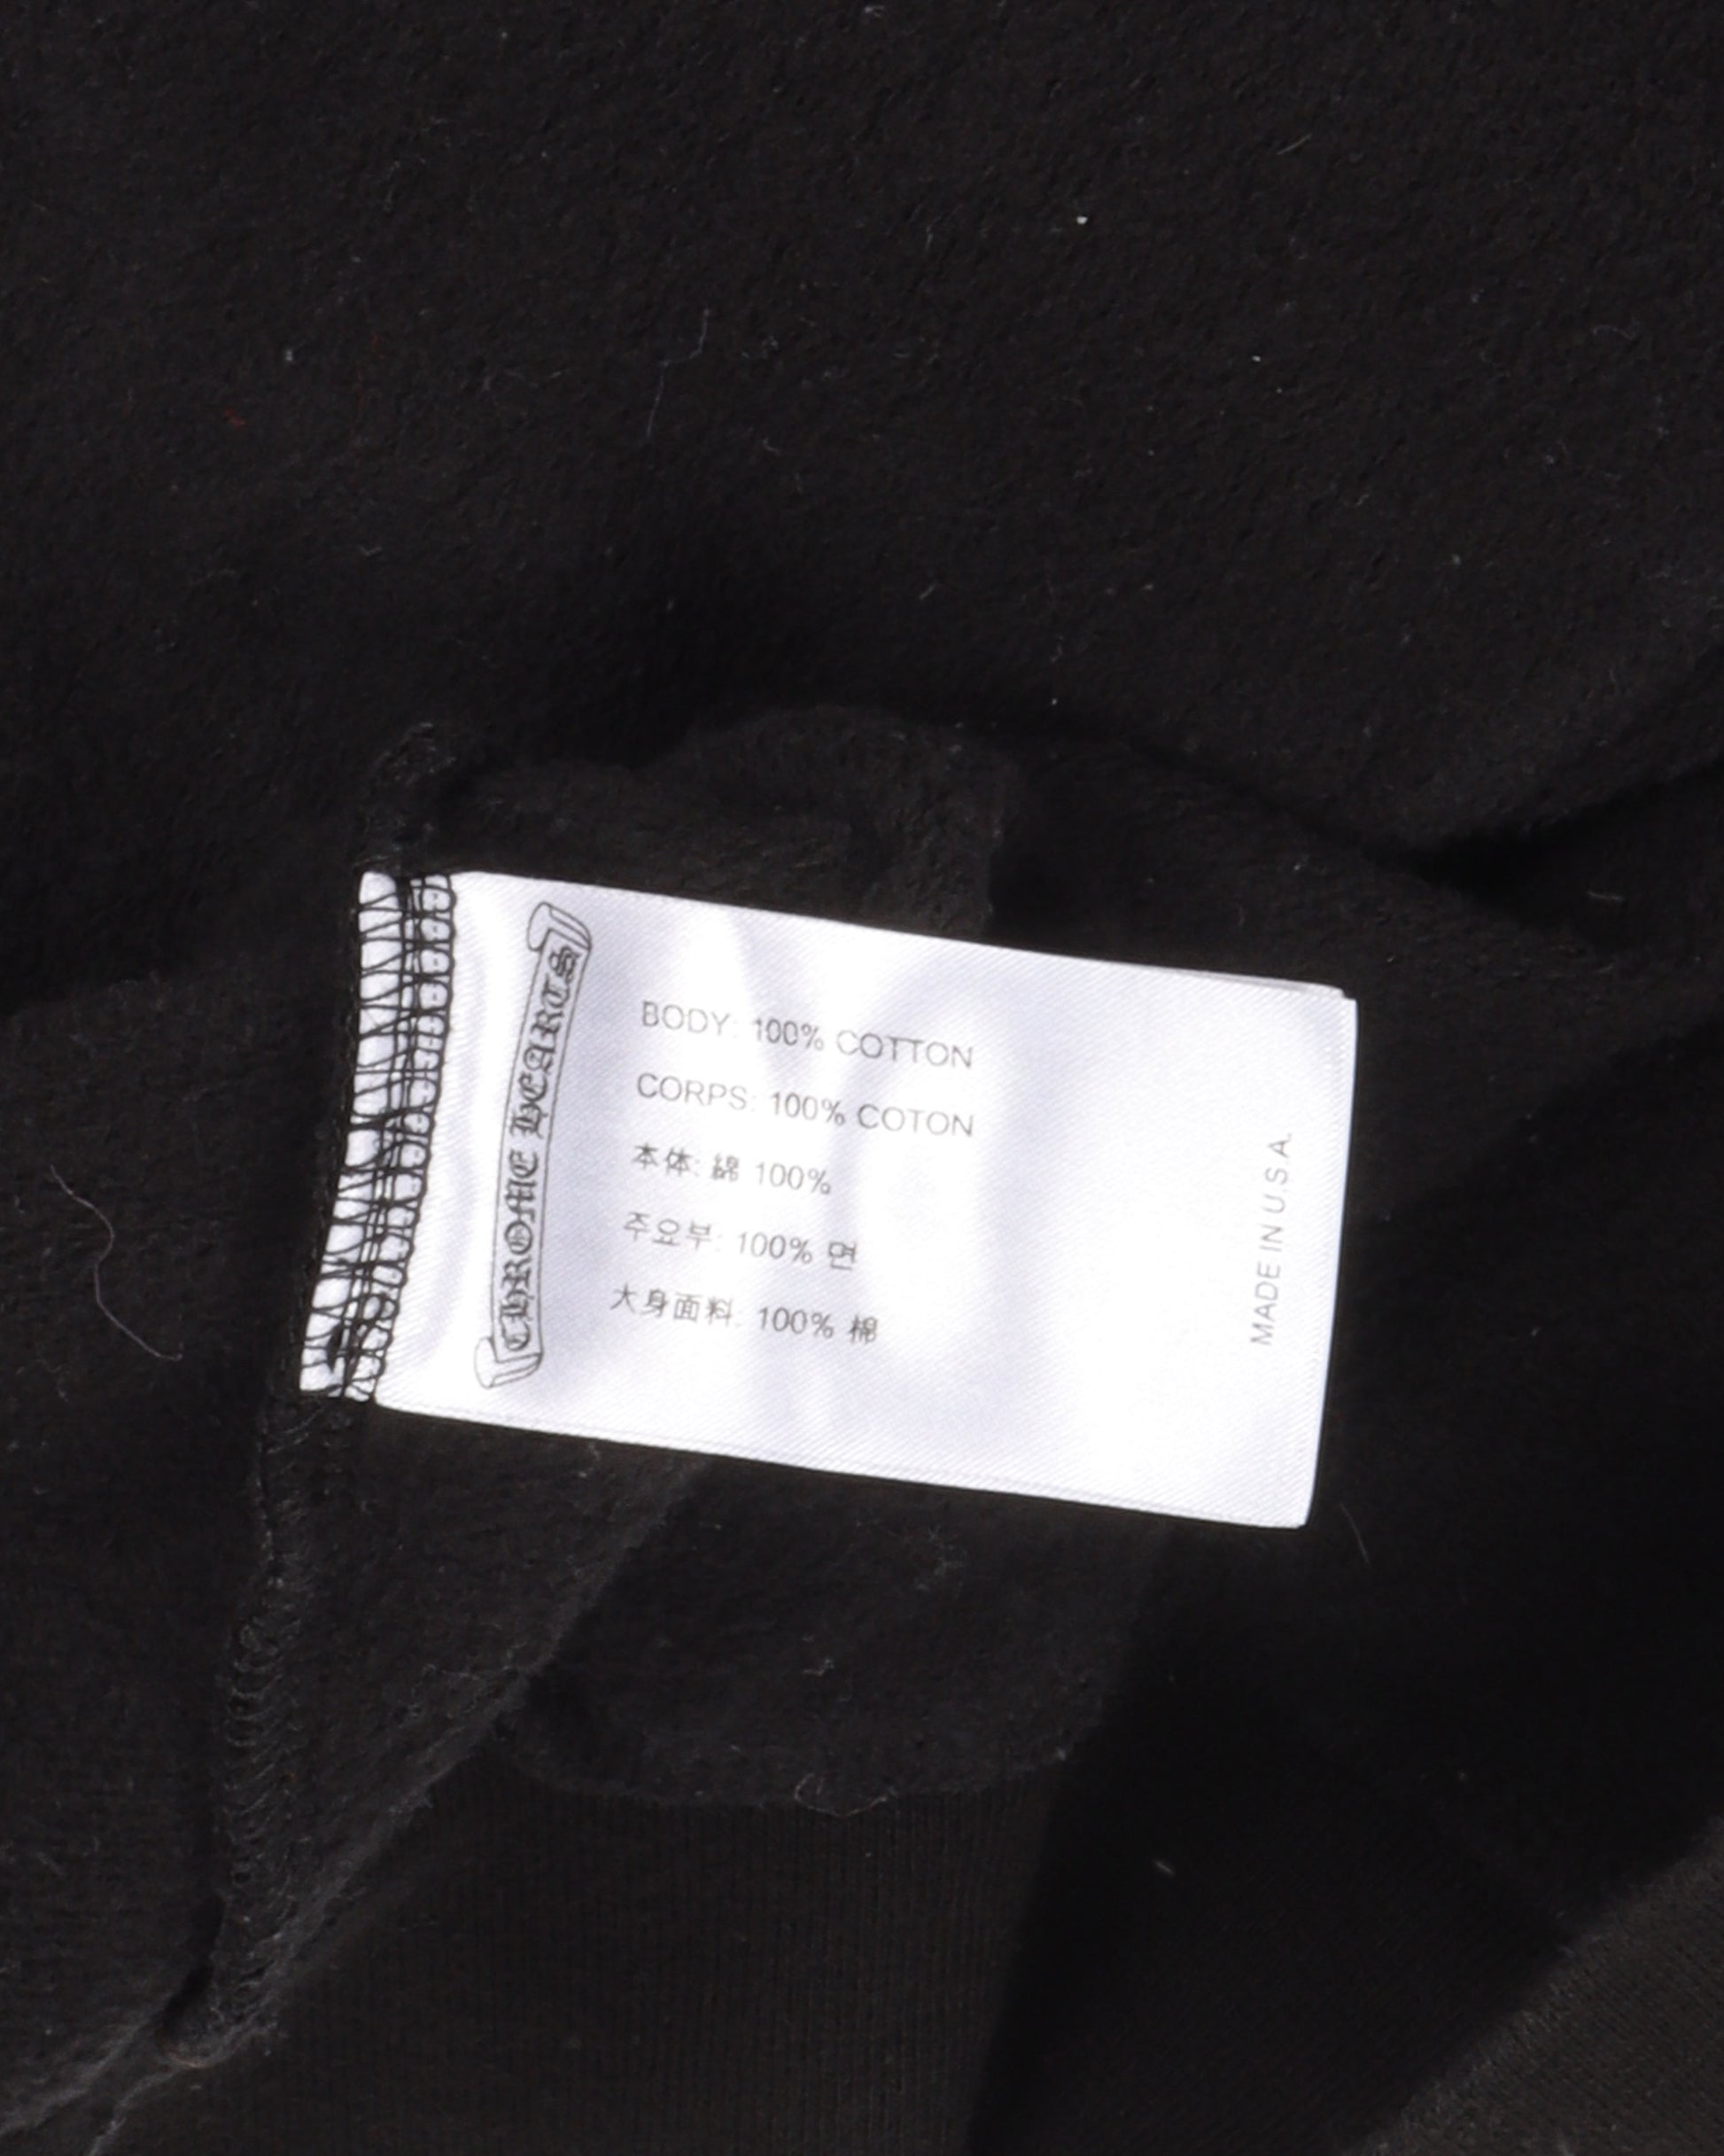 CHROME HEARTS
BODY: 100% COTTON
CORPS: 100% COTON
本体: 綿 100%
주요부: 100% 면
大身面料: 100% 棉
MADE IN U.S.A.